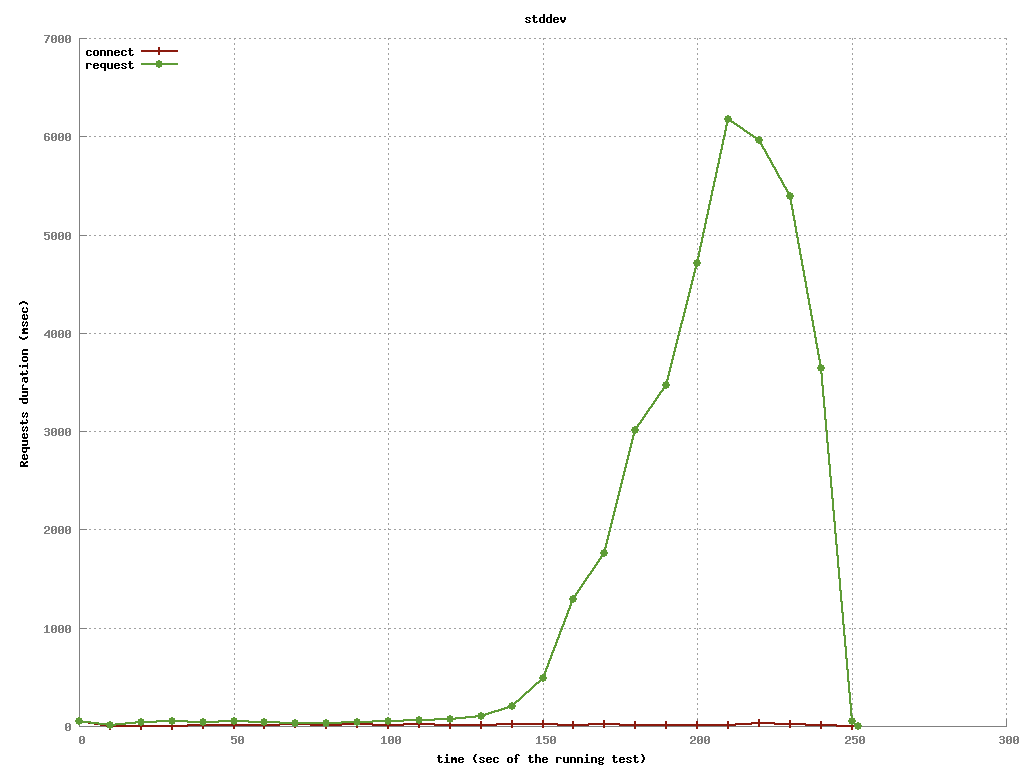 stddev
connect
request
7000
6000
5000
4000
3000
2000
1000
0
Requests duration (msec)
0 50 100 150 200 250 300
time (sec of the running test)